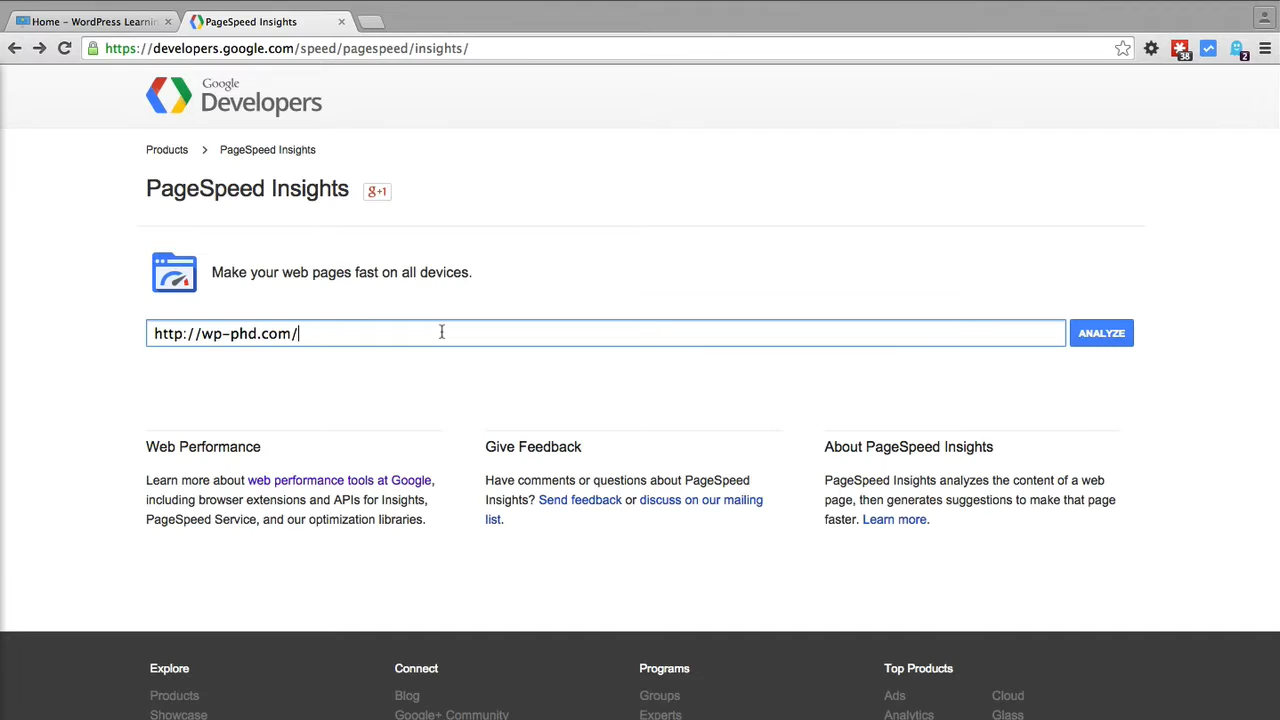 Home – WordPress Learnin
PageSpeed Insights
https://developers.google.com/speed/pagespeed/insights/
38
2
Google
Developers
Products > PageSpeed Insights
PageSpeed Insights
g+1
Make your web pages fast on all devices.
http://wp-phd.com/
ANALYZE
Web Performance
Learn more about web performance tools at Google,
including browser extensions and APIs for Insights,
PageSpeed Service, and our optimization libraries.
Give Feedback
Have comments or questions about PageSpeed
Insights? Send feedback or discuss on our mailing
list.
About PageSpeed Insights
PageSpeed Insights analyzes the content of a web
page, then generates suggestions to make that page
faster. Learn more.
Explore
Products
Showcase
Connect
Blog
Google+ Community
Programs
Groups
Experts
Top Products
Ads
Analytics
Cloud
Glass